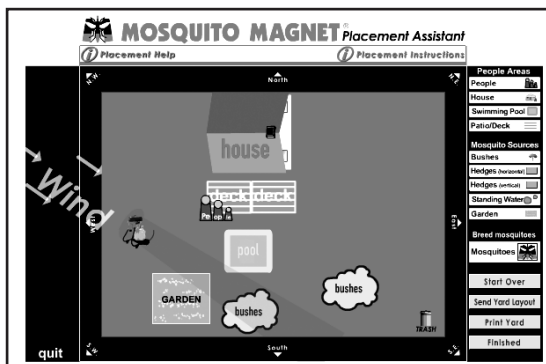 MOSQUITO MAGNET® Placement Assistant
Placement Help
Placement Instructions
N.W.
North
N.E.
People Areas
People
House
Swimming Pool
Patio/Deck
Mosquito Sources
Bushes
Hedges (horizontal)
Hedges (vertical)
Standing Water
Garden
Breed mosquitoes
Mosquitoes
Start Over
Send Yard Layout
Print Yard
Finished
Wind
West
East
house
deck deck
People
pool
GARDEN
bushes
bushes
TRASH
S.W.
South
S.E.
quit